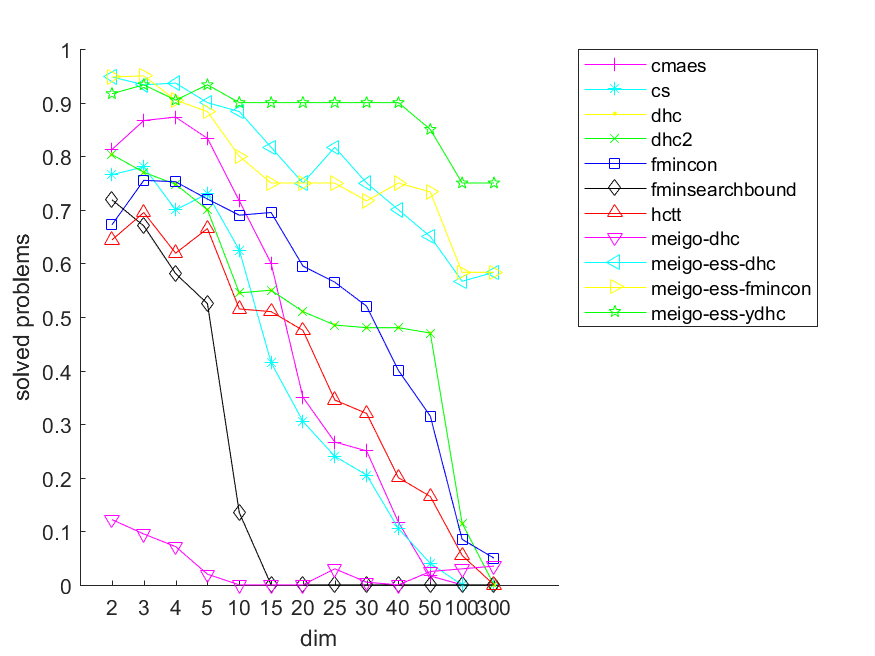 1
0.9
0.8
0.7
0.6
0.5
0.4
0.3
0.2
0.1
0
solved problems
2 3 4 5 10 15 20 25 30 40 50 100 300
dim
cmaes
cs
dhc
dhc2
fmincon
fminsearchbound
hctt
meigo-dhc
meigo-ess-dhc
meigo-ess-fmincon
meigo-ess-ydhc